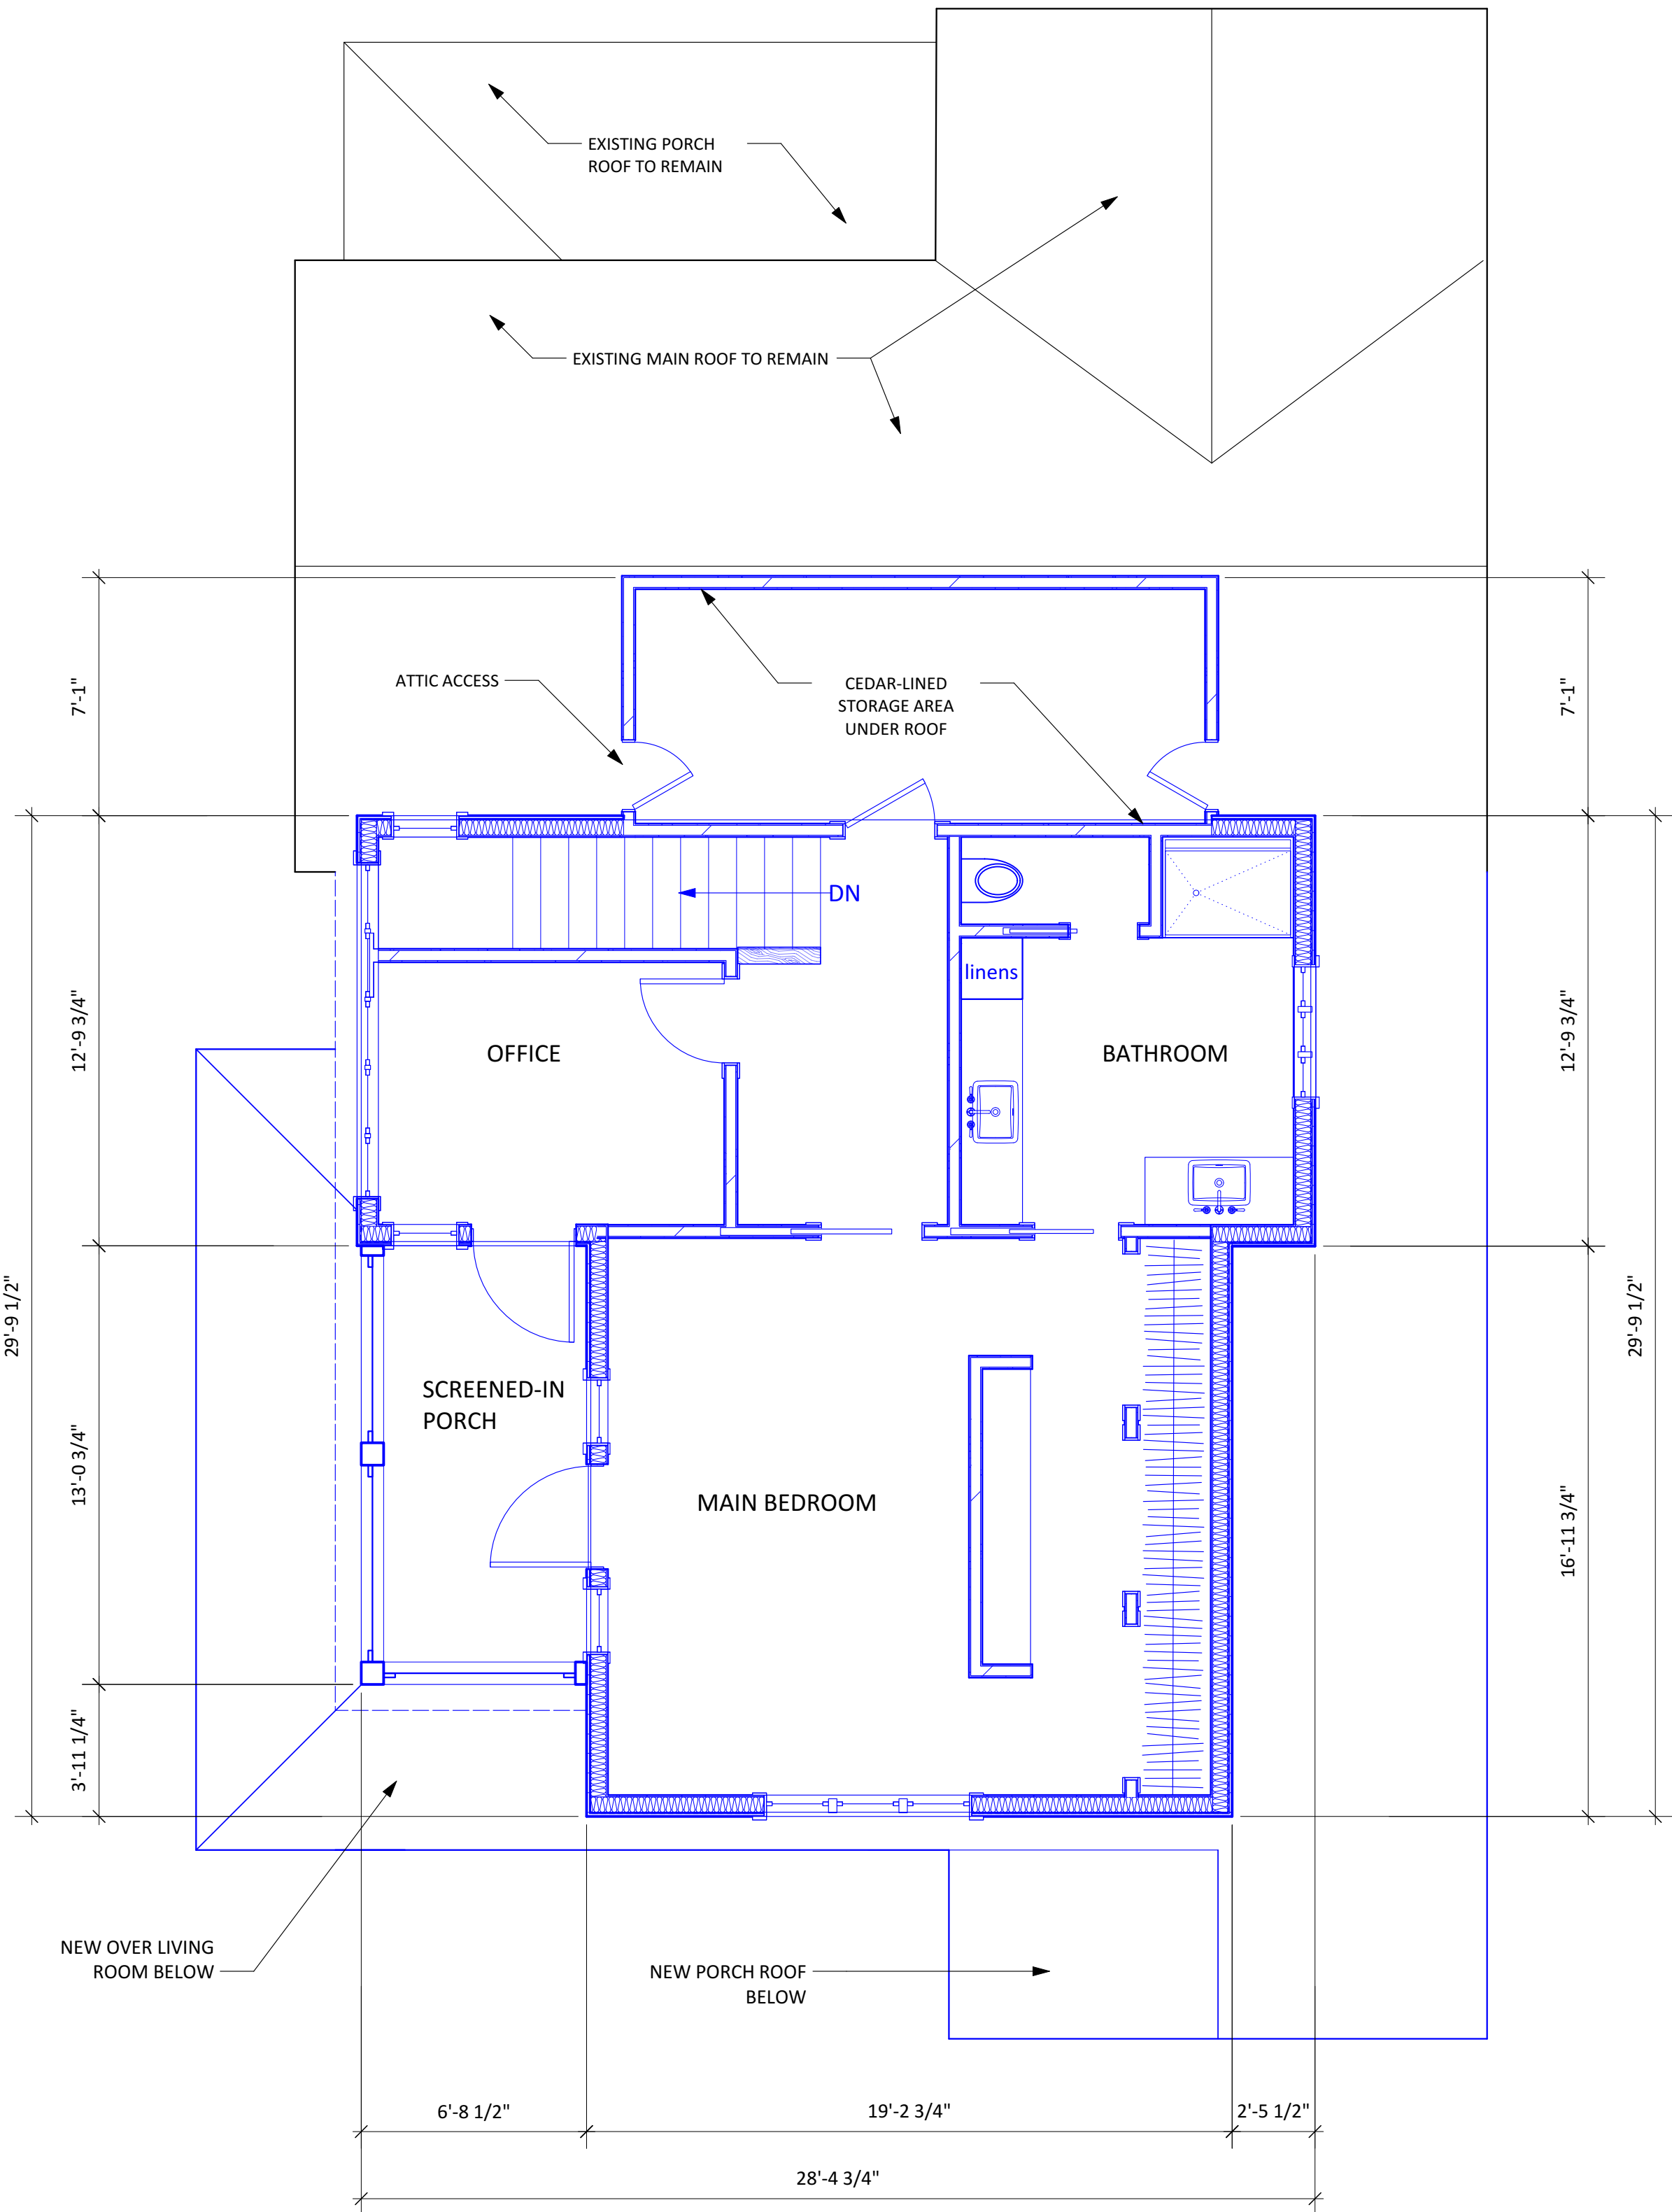 EXISTING PORCH
ROOF TO REMAIN
EXISTING MAIN ROOF TO REMAIN
7'-1"
ATTIC ACCESS
CEDAR-LINED
STORAGE AREA
UNDER ROOF
7'-1"
DN
linens
12'-9 3/4"
OFFICE
BATHROOM
12'-9 3/4"
29'-9 1/2"
29'-9 1/2"
SCREENED-IN
PORCH
13'-0 3/4"
MAIN BEDROOM
16'-11 3/4"
3'-11 1/4"
NEW OVER LIVING
ROOM BELOW
NEW PORCH ROOF
BELOW
6'-8 1/2"
19'-2 3/4"
2'-5 1/2"
28'-4 3/4"